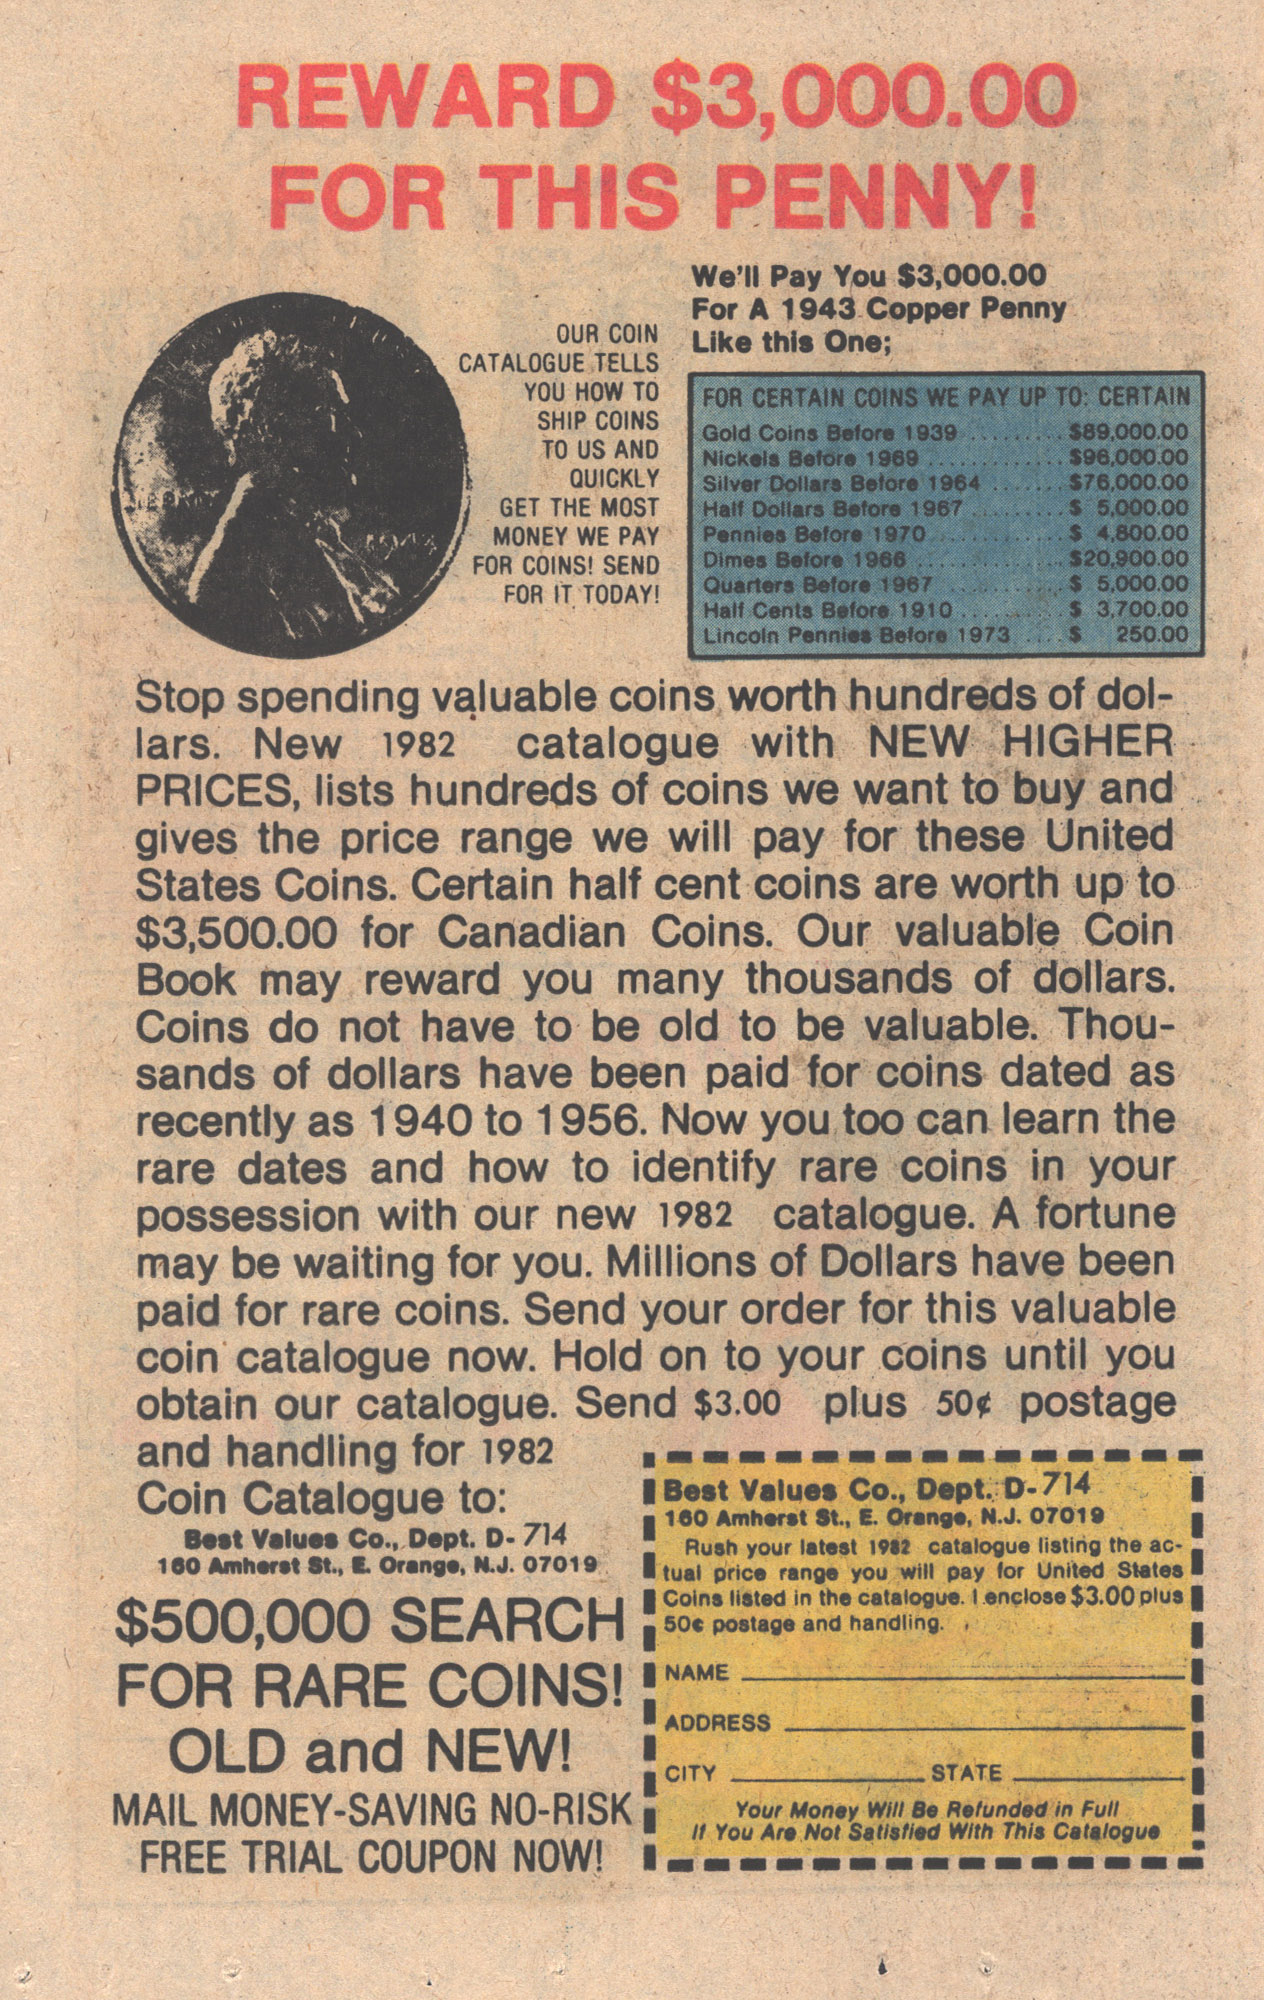 REWARD $3,000.00
FOR THIS PENNY!
We'll Pay You $3,000.00
For A 1943 Copper Penny
Like this One;
OUR COIN
CATALOGUE TELLS
YOU HOW TO
SHIP COINS
TO US AND
QUICKLY
GET THE MOST
MONEY WE PAY
FOR COINS! SEND
FOR IT TODAY!
FOR CERTAIN COINS WE PAY UP TO: CERTAIN
Gold Coins Before 1939 ......... $89,000.00
Nickels Before 1969 ............ $96,000.00
Silver Dollars Before 1964 ....... $76,000.00
Half Dollars Before 1967 ........ $ 5,000.00
Pennies Before 1970 ........... $ 4,800.00
Dimes Before 1966 ............. $20,900.00
Quarters Before 1967 ........... $ 5,000.00
Half Cents Before 1910 ......... $ 3,700.00
Lincoln Pennies Before 1973 .... $ 250.00
Stop spending valuable coins worth hundreds of dol-
lars. New 1982 catalogue with NEW HIGHER
PRICES, lists hundreds of coins we want to buy and
gives the price range we will pay for these United
States Coins. Certain half cent coins are worth up to
$3,500.00 for Canadian Coins. Our valuable Coin
Book may reward you many thousands of dollars.
Coins do not have to be old to be valuable. Thou-
sands of dollars have been paid for coins dated as
recently as 1940 to 1956. Now you too can learn the
rare dates and how to identify rare coins in your
possession with our new 1982 catalogue. A fortune
may be waiting for you. Millions of Dollars have been
paid for rare coins. Send your order for this valuable
coin catalogue now. Hold on to your coins until you
obtain our catalogue. Send $3.00 plus 50¢ postage
and handling for 1982
Coin Catalogue to:
Best Values Co., Dept. D-714
160 Amherst St., E. Orange, N.J. 07019
$500,000 SEARCH
FOR RARE COINS!
OLD and NEW!
MAIL MONEY-SAVING NO-RISK
FREE TRIAL COUPON NOW!
Best Values Co., Dept. D-714
160 Amherst St., E. Orange, N.J. 07019
Rush your latest 1982 catalogue listing the ac-
tual price range you will pay for United States
Coins listed in the catalogue. I enclose $3.00 plus
50¢ postage and handling.
NAME
ADDRESS
CITY STATE
Your Money Will Be Refunded in Full
If You Are Not Satisfied With This Catalogue